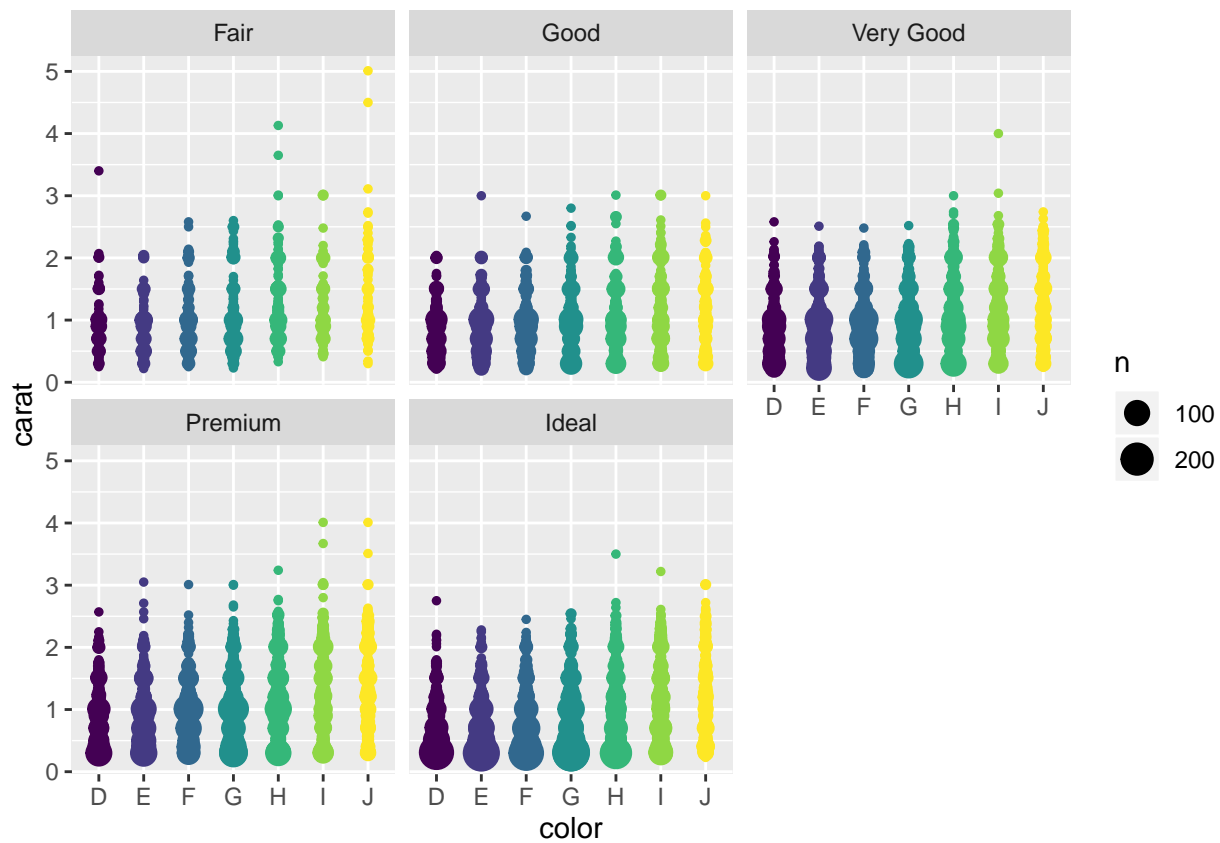 Fair
Good
Very Good
5
4
3
2
1
0
D E F G H I J
Premium
Ideal
5
4
3
2
1
0
D E F G H I J
D E F G H I J
color
carat
n
100
200